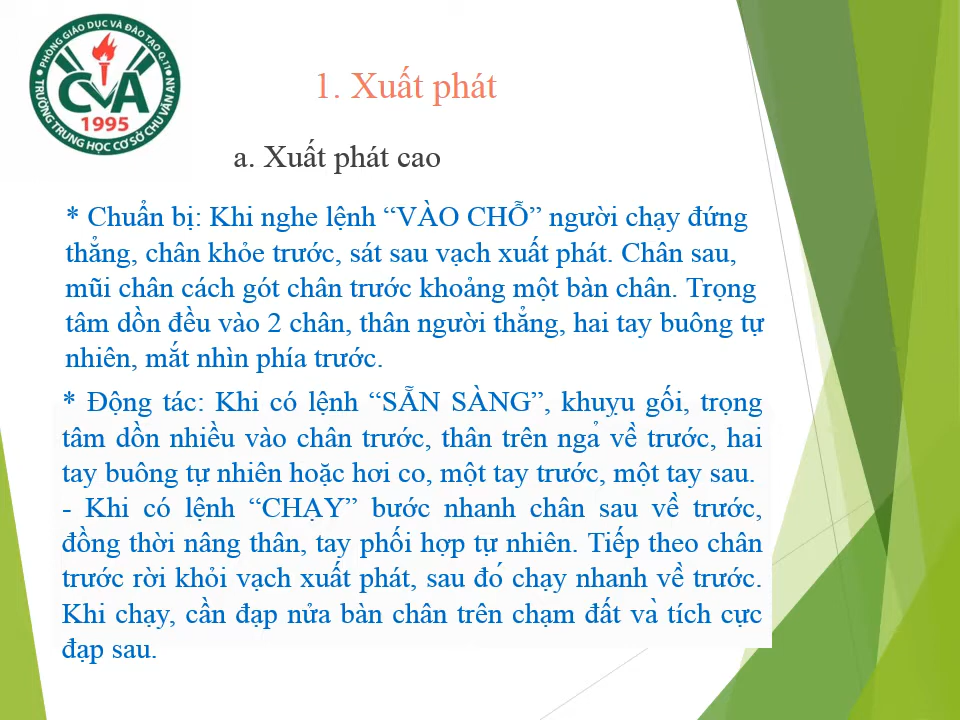 PHÒNG GIÁO DỤC VÀ ĐÀO TẠO Q.11
CVA
1995
TRƯỜNG TRUNG HỌC CƠ SỞ CHU VĂN AN
1. Xuất phát
a. Xuất phát cao
* Chuẩn bị: Khi nghe lệnh “VÀO CHỖ” người chạy đứng
thẳng, chân khỏe trước, sát sau vạch xuất phát. Chân sau,
mũi chân cách gót chân trước khoảng một bàn chân. Trọng
tâm dồn đều vào 2 chân, thân người thẳng, hai tay buông tự
nhiên, mắt nhìn phía trước.
* Động tác: Khi có lệnh “SẴN SÀNG”, khuỵu gối, trọng
tâm dồn nhiều vào chân trước, thân trên ngả về trước, hai
tay buông tự nhiên hoặc hơi co, một tay trước, một tay sau.
- Khi có lệnh “CHẠY” bước nhanh chân sau về trước,
đồng thời nâng thân, tay phối hợp tự nhiên. Tiếp theo chân
trước rời khỏi vạch xuất phát, sau đó chạy nhanh về trước.
Khi chạy, cần đạp nửa bàn chân trên chạm đất và tích cực
đạp sau.